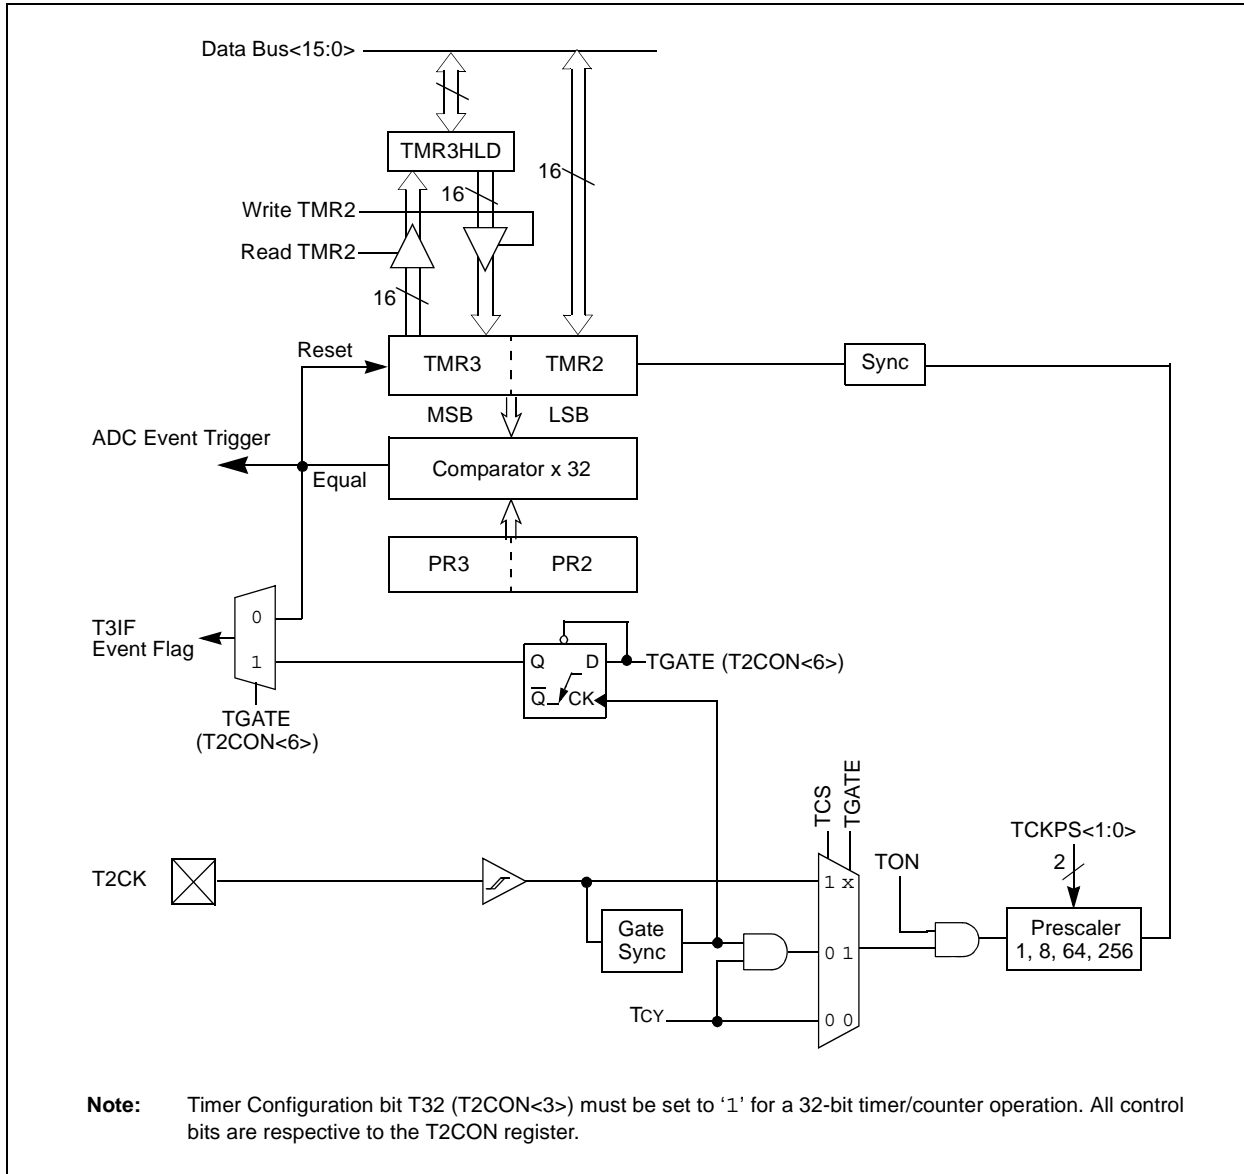 Data Bus<15:0>
TMR3HLD
16
16
Write TMR2
Read TMR2
16
Reset
TMR3
TMR2
Sync
MSB
LSB
ADC Event Trigger
Equal
Comparator x 32
PR3
PR2
0
T3IF
Event Flag
1
Q
D
TGATE (T2CON<6>)
Q
CK
TGATE
(T2CON<6>)
TCS
TGATE
TCKPS<1:0>
2
TON
T2CK
1 x
Gate
Sync
0 1
Prescaler
1, 8, 64, 256
TCY
0 0
Note: Timer Configuration bit T32 (T2CON<3>) must be set to ‘1’ for a 32-bit timer/counter operation. All control
bits are respective to the T2CON register.